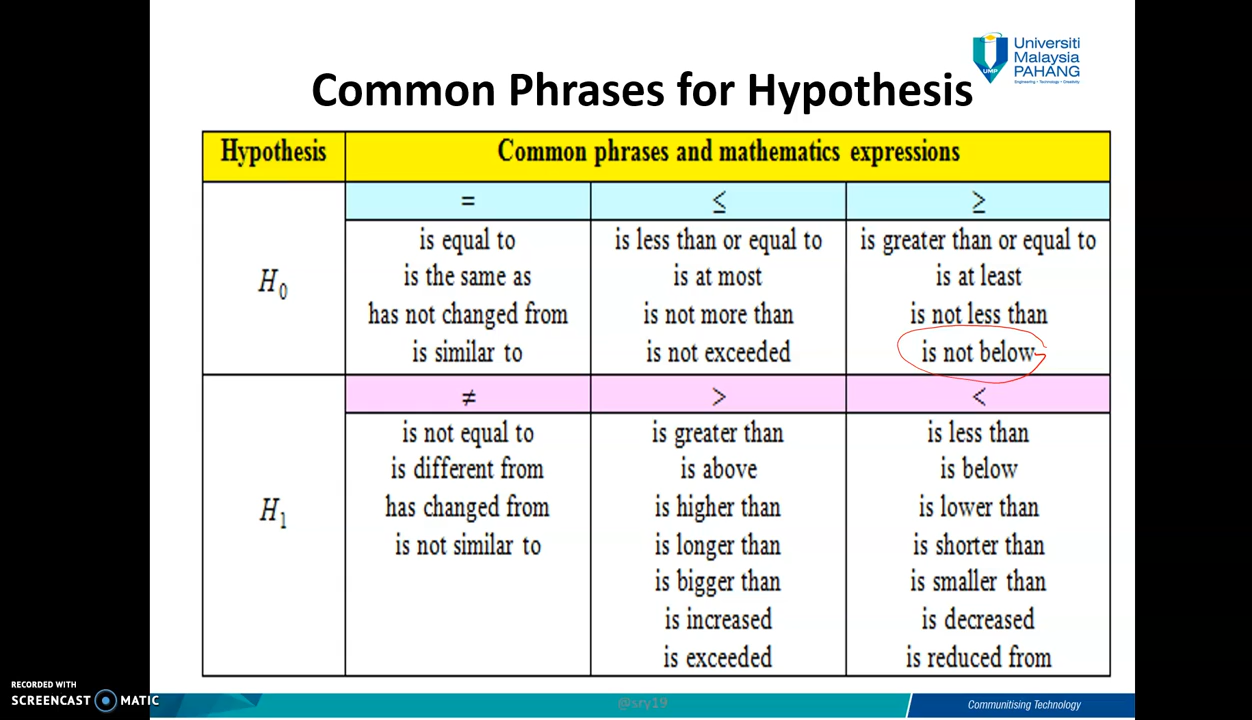 Universiti
Malaysia
PAHANG
Engineering • Technology • Creativity
UMP
Common Phrases for Hypothesis
Hypothesis
Common phrases and mathematics expressions
H0
=
is equal to
is the same as
has not changed from
is similar to
≤
is less than or equal to
is at most
is not more than
is not exceeded
≥
is greater than or equal to
is at least
is not less than
is not below
H1
≠
is not equal to
is different from
has changed from
is not similar to
>
is greater than
is above
is higher than
is longer than
is bigger than
is increased
is exceeded
<
is less than
is below
is lower than
is shorter than
is smaller than
is decreased
is reduced from
RECORDED WITH
SCREENCAST MATIC
@sry19
Communitising Technology